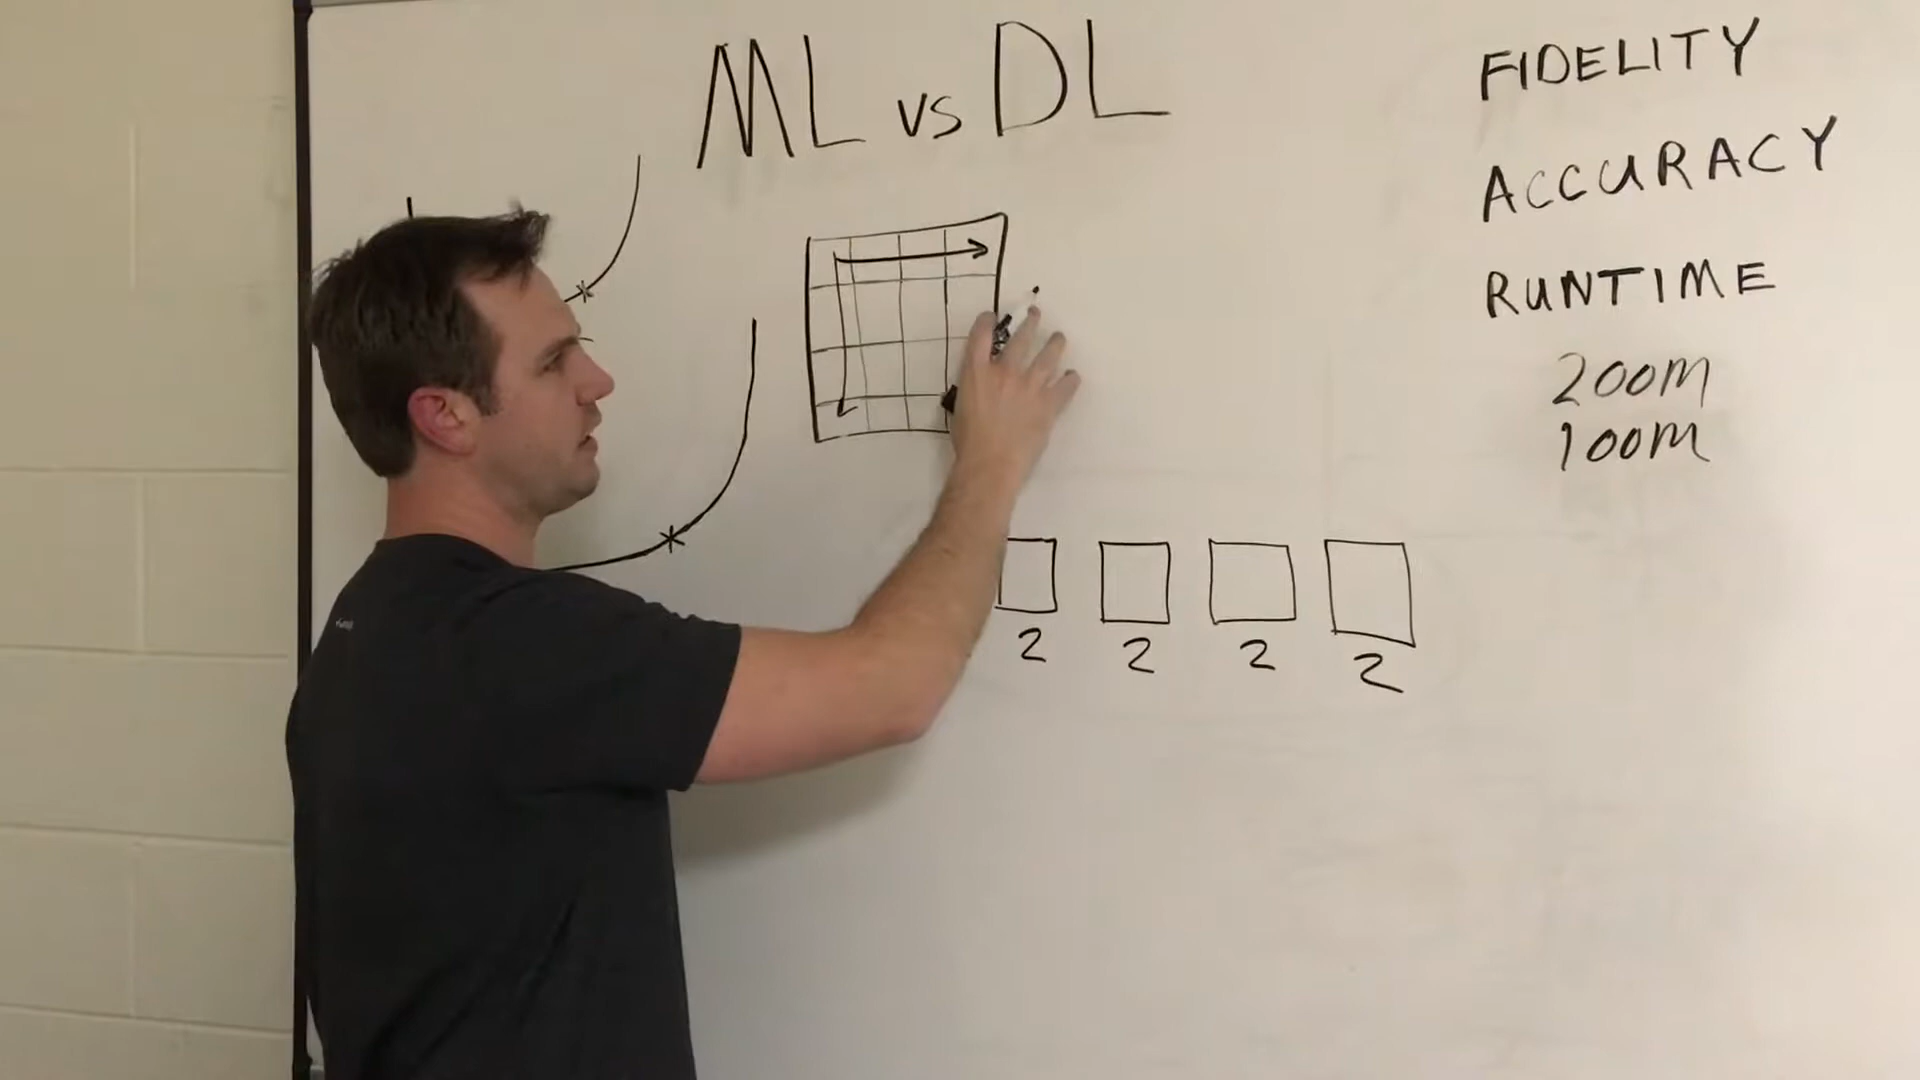 ML vs DL
FIDELITY
ACCURACY
RUNTIME
200m
100m
2 2 2 2